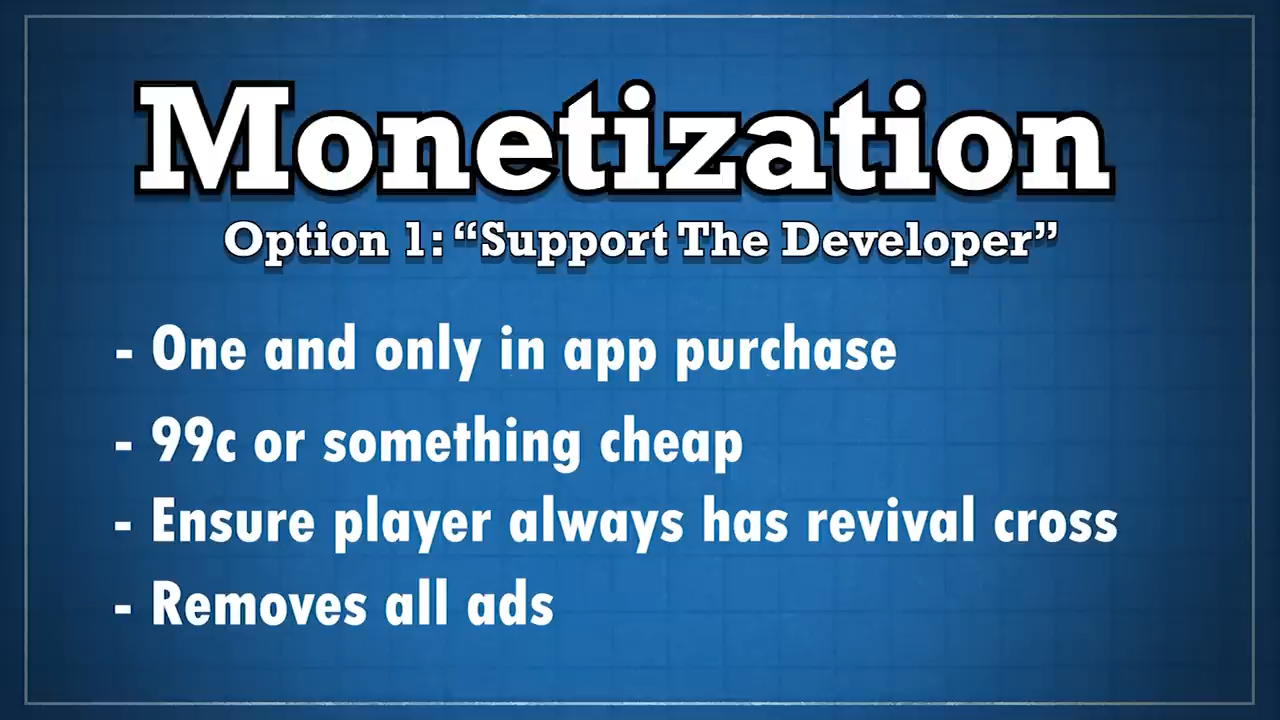 Monetization
Option 1: “Support The Developer”
- One and only in app purchase
- 99c or something cheap
- Ensure player always has revival cross
- Removes all ads